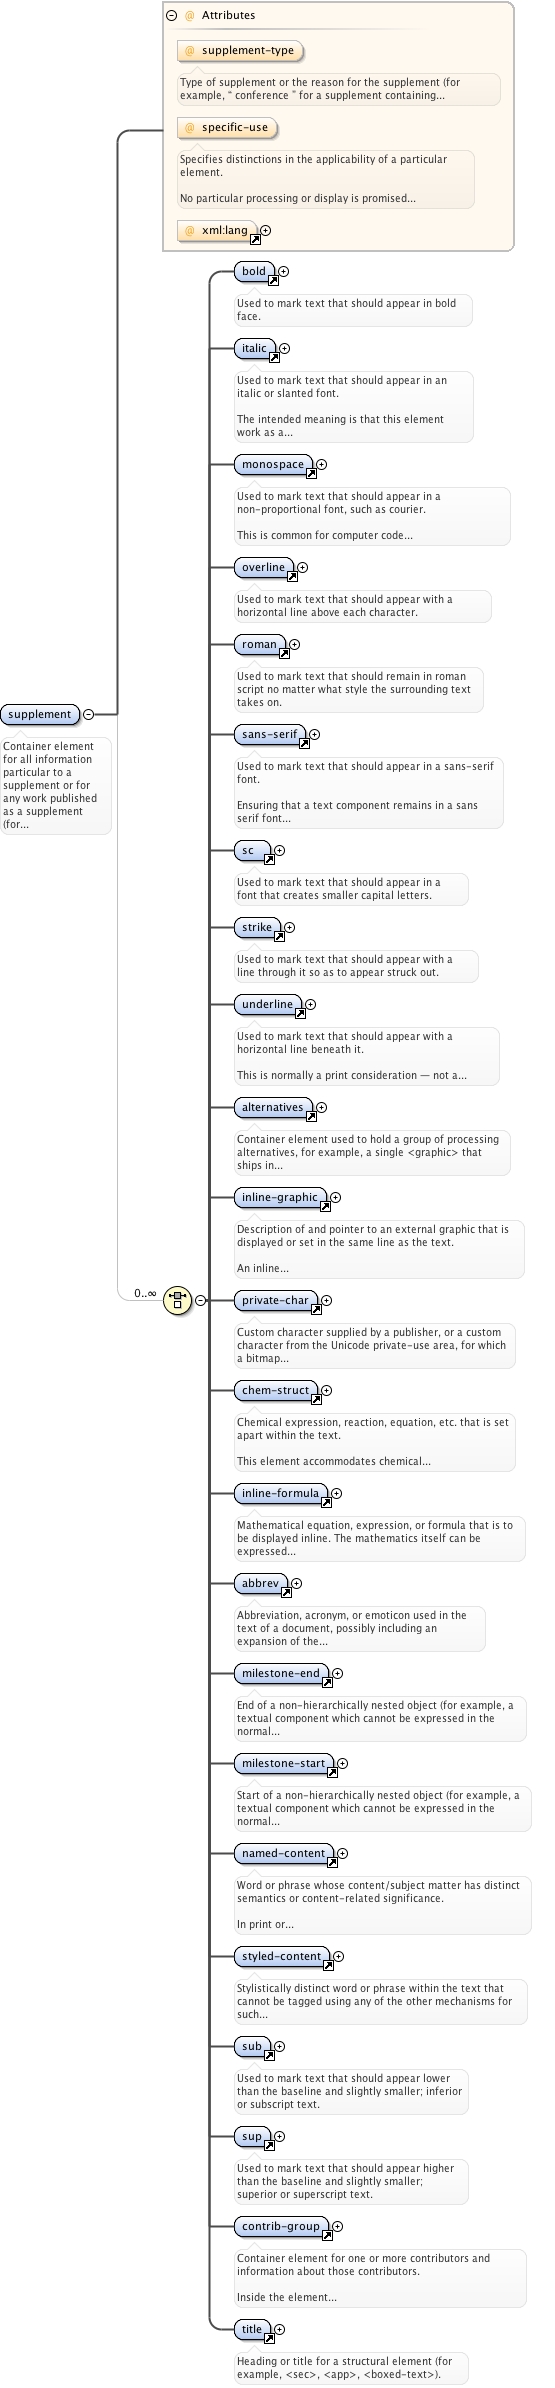 Attributes
@ supplement-type
Type of supplement or the reason for the supplement (for
example, “ conference ” for a supplement containing...
@ specific-use
Specifies distinctions in the applicability of a particular
element.
No particular processing or display is promised...
@ xml:lang
bold
Used to mark text that should appear in bold
face.
italic
Used to mark text that should appear in an
italic or slanted font.
The intended meaning is that this element
work as a...
monospace
Used to mark text that should appear in a
non-proportional font, such as courier.
This is common for computer code...
overline
Used to mark text that should appear with a
horizontal line above each character.
roman
Used to mark text that should remain in roman
script no matter what style the surrounding text
takes on.
supplement
Container element
for all information
particular to a
supplement or for
any work published
as a supplement
(for...
sans-serif
Used to mark text that should appear in a sans-serif
font.
Ensuring that a text component remains in a sans
serif font...
sc
Used to mark text that should appear in a
font that creates smaller capital letters.
strike
Used to mark text that should appear with a
line through it so as to appear struck out.
underline
Used to mark text that should appear with a
horizontal line beneath it.
This is normally a print consideration — not a...
alternatives
Container element used to hold a group of processing
alternatives, for example, a single <graphic> that
ships in...
inline-graphic
Description of and pointer to an external graphic that is
displayed or set in the same line as the text.
An inline...
0..∞
private-char
Custom character supplied by a publisher, or a custom
character from the Unicode private-use area, for which
a bitmap...
chem-struct
Chemical expression, reaction, equation, etc. that is set
apart within the text.
This element accommodates chemical...
inline-formula
Mathematical equation, expression, or formula that is to
be displayed inline. The mathematics itself can be
expressed...
abbrev
Abbreviation, acronym, or emoticon used in the
text of a document, possibly including an
expansion of the...
milestone-end
End of a non-hierarchically nested object (for example, a
textual component which cannot be expressed in the
normal...
milestone-start
Start of a non-hierarchically nested object (for example, a
textual component which cannot be expressed in the
normal...
named-content
Word or phrase whose content/subject matter has distinct
semantics or content-related significance.
In print or...
styled-content
Stylistically distinct word or phrase within the text that
cannot be tagged using any of the other mechanisms for
such...
sub
Used to mark text that should appear lower
than the baseline and slightly smaller; inferior
or subscript text.
sup
Used to mark text that should appear higher
than the baseline and slightly smaller;
superior or superscript text.
contrib-group
Container element for one or more contributors and
information about those contributors.
Inside the element...
title
Heading or title for a structural element (for
example, <sec>, <app>, <boxed-text>).